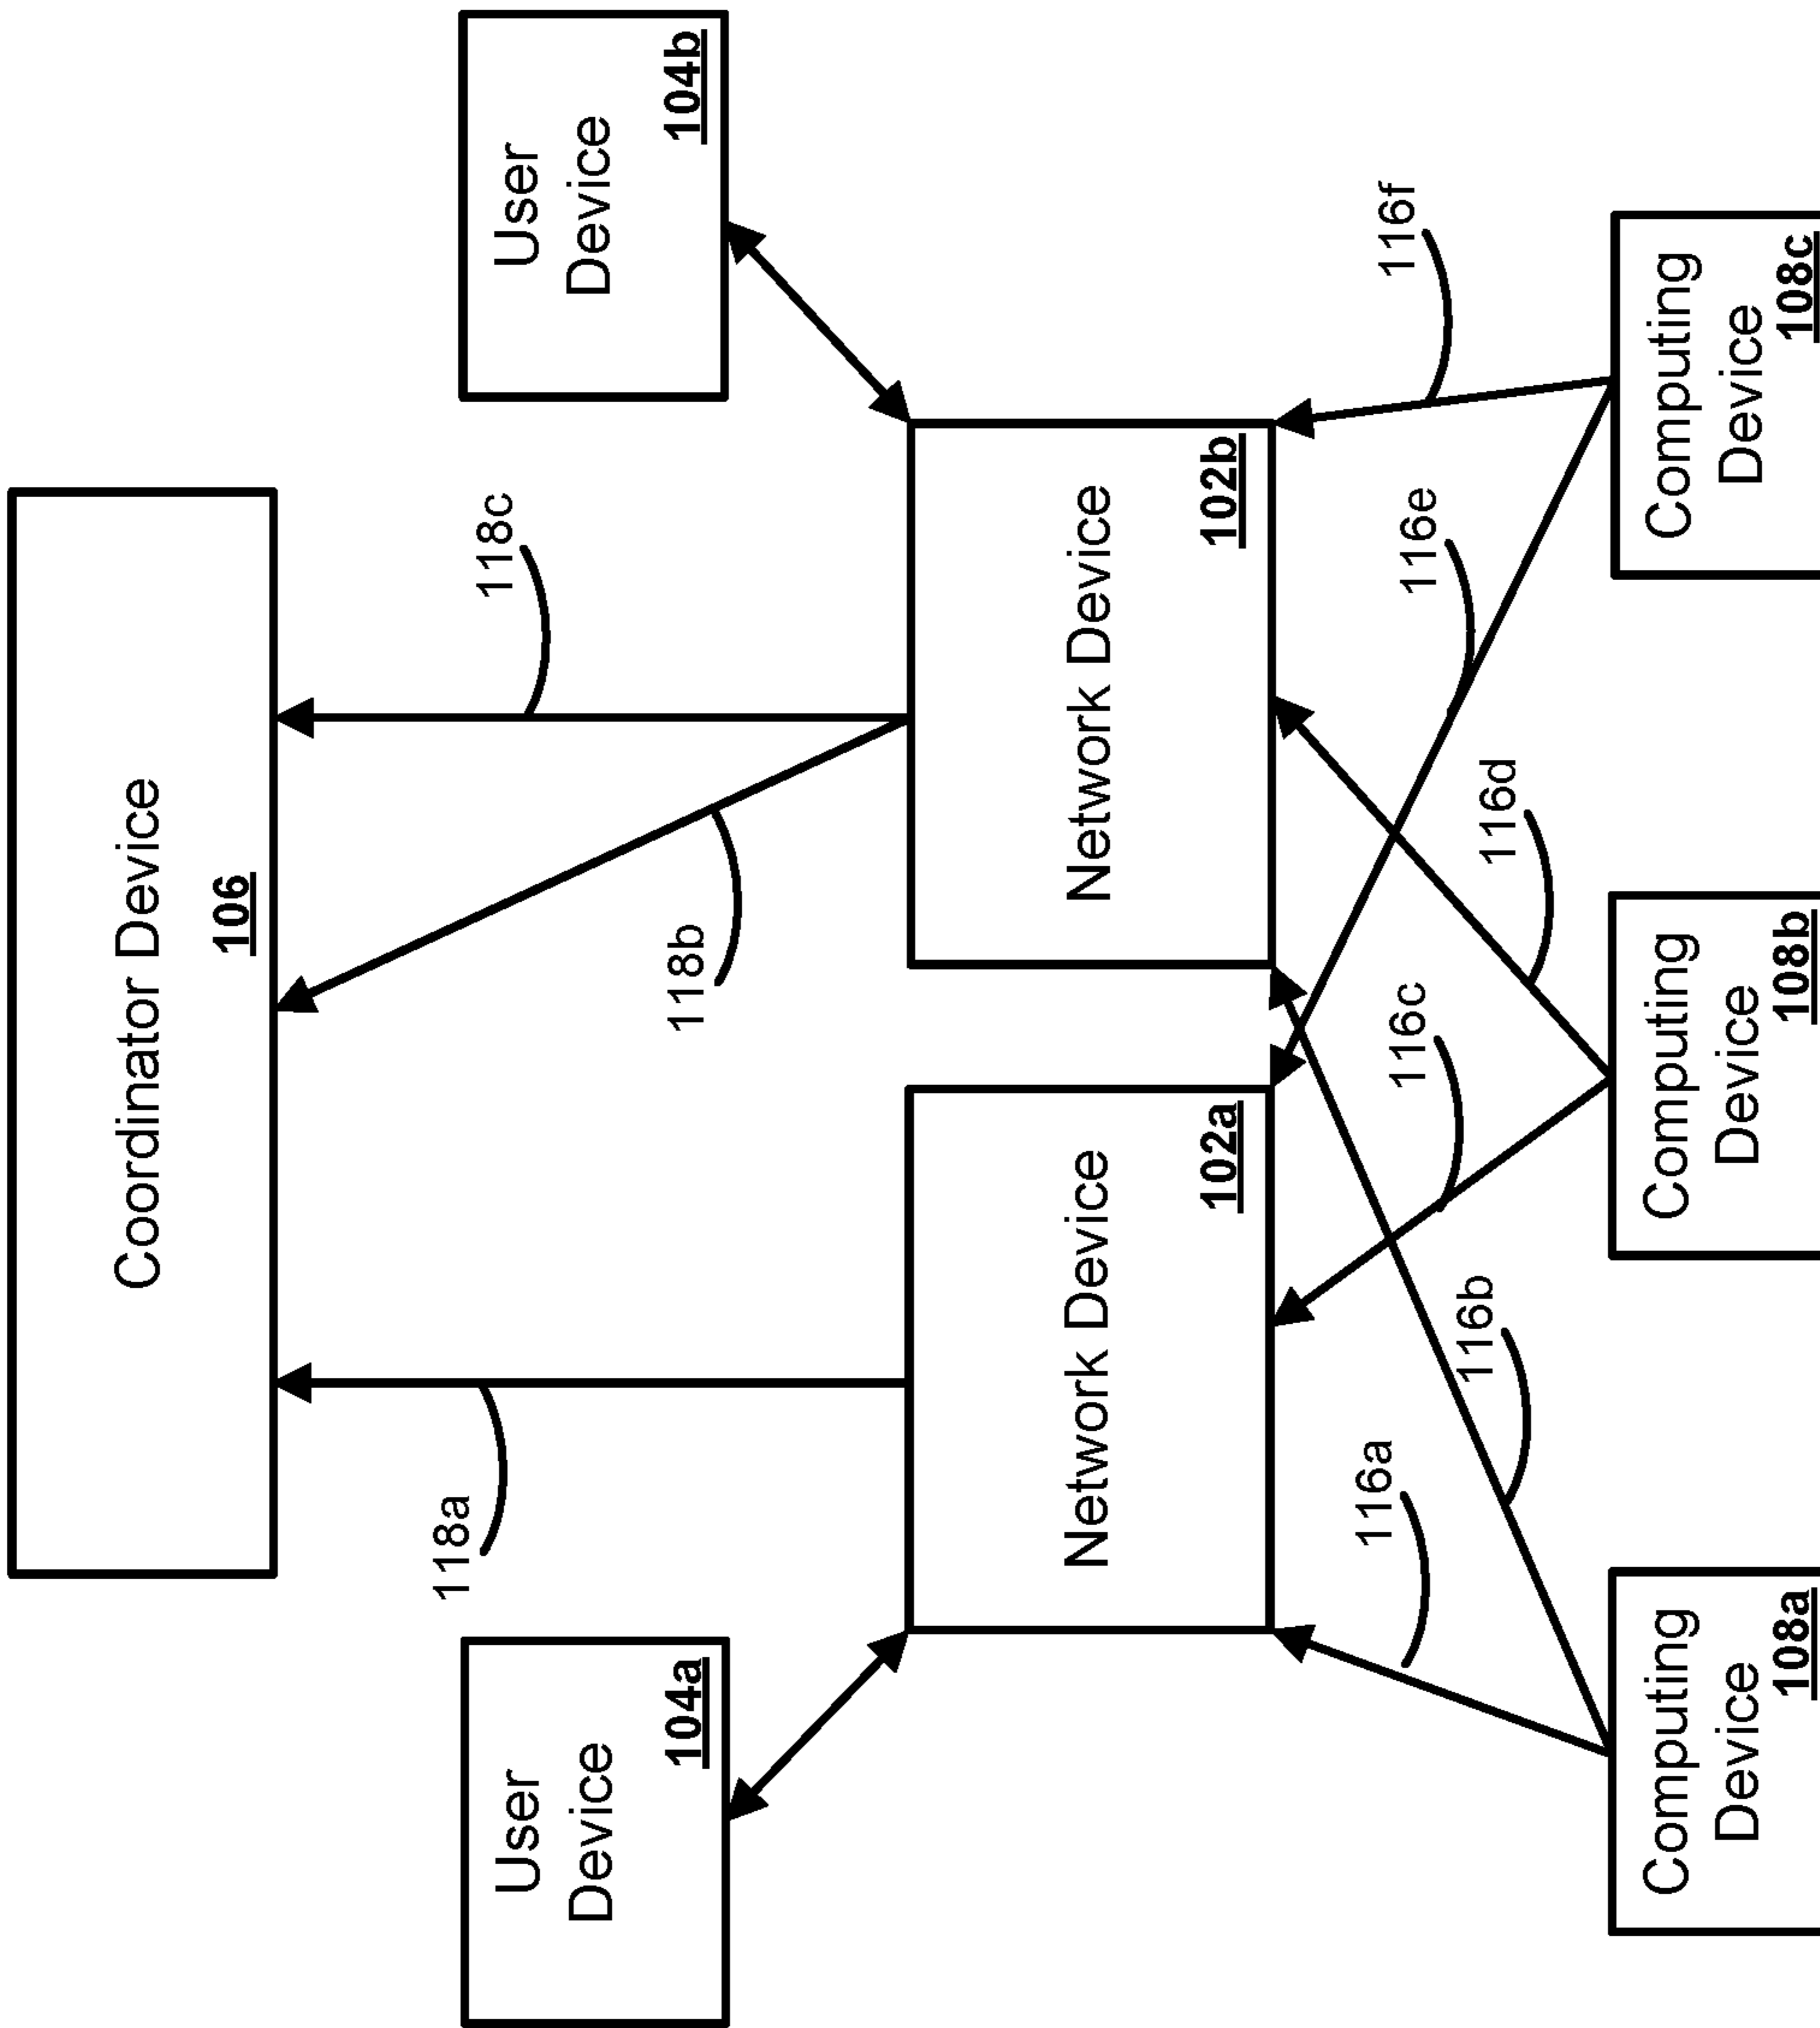 Coordinator Device
106
User
Device
104a
118a
118b
118c
User
Device
104b
Network Device
102a
Network Device
102b
116a
116b
116c
116d
116e
116f
Computing
Device
108a
Computing
Device
108b
Computing
Device
108c